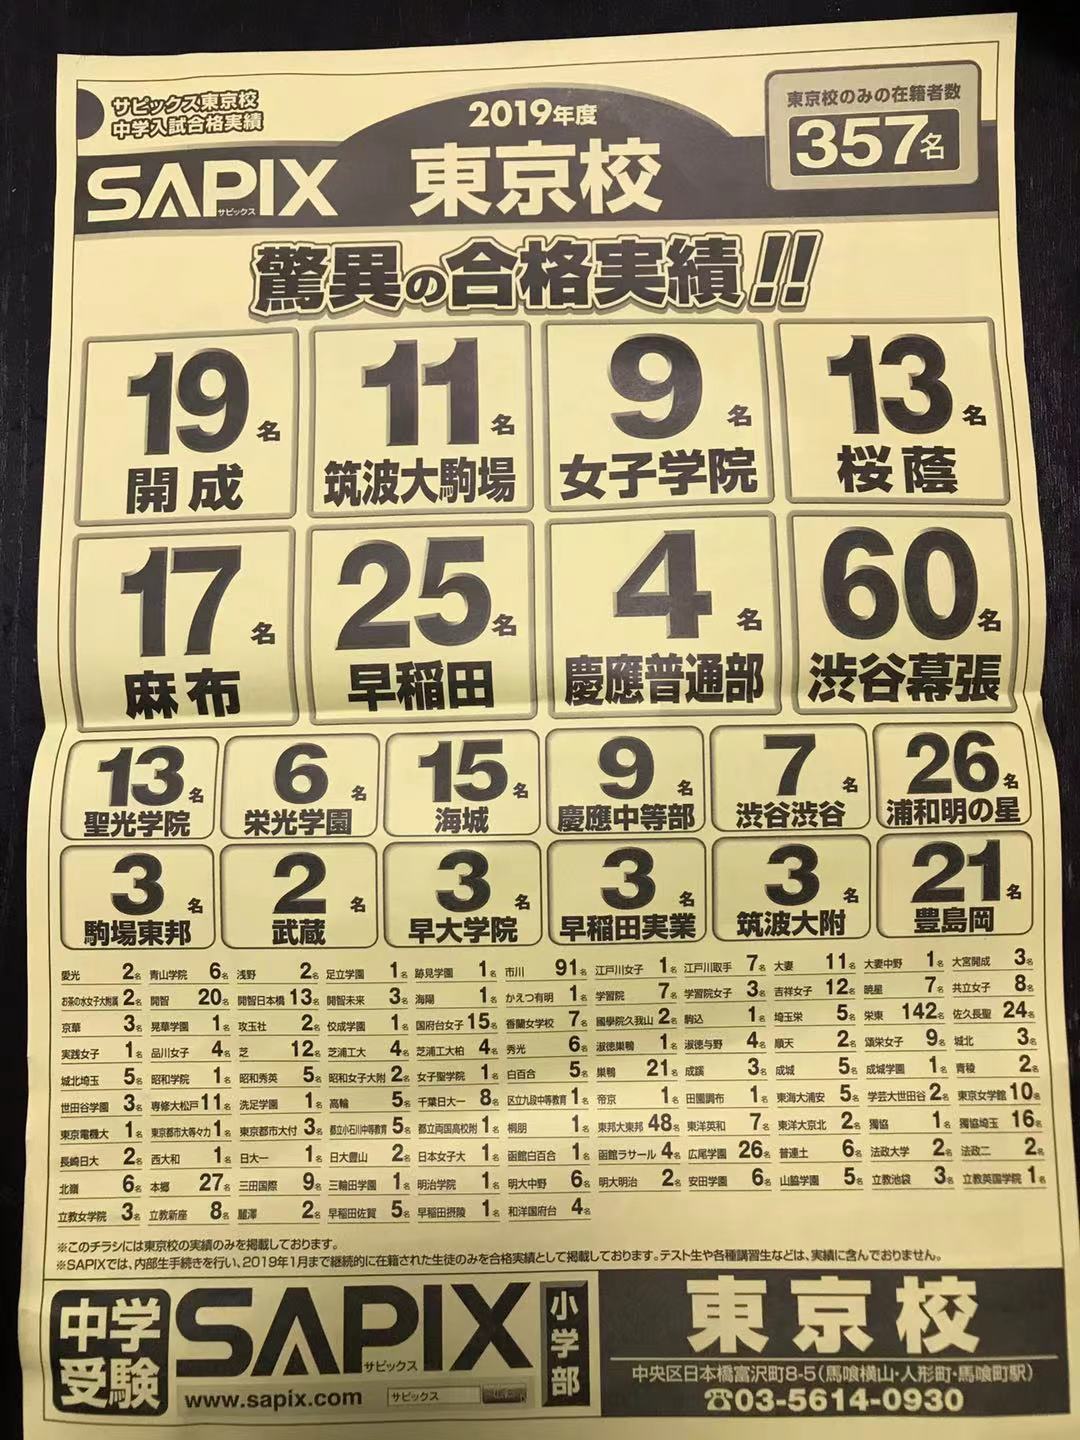 サピックス東京校
中学入試合格実績
2019年度
東京校のみの在籍者数
357名
SAPIX
サピックス
東京校
驚異の合格実績!!
19名 11名 9名 13名
開成 筑波大駒場 女子学院 桜蔭
17名 25名 4名 60名
麻布 早稲田 慶應普通部 渋谷幕張
13名 6名 15名 9名 7名 26名
聖光学院 栄光学園 海城 慶應中等部 渋谷渋谷 浦和明の星
3名 2名 3名 3名 3名 21名
駒場東邦 武蔵 早大学院 早稲田実業 筑波大附 豊島岡
愛光 2名 青山学院 6名 浅野 2名 足立学園 1名 跡見学園 1名 市川 91名 江戸川女子 1名 江戸川取手 7名 大妻 11名 大妻中野 1名 大宮開成 3名
お茶の水女子大附属 2名 開智 20名 開智日本橋 13名 開智未来 3名 海陽 1名 かえつ有明 1名 学習院 7名 学習院女子 3名 吉祥女子 12名 暁星 7名 共立女子 8名
京華 3名 晃華学園 1名 攻玉社 2名 佼成学園 1名 国府台女子 15名 香蘭女学校 7名 國學院久我山 2名 駒込 1名 埼玉栄 5名 栄東 142名 佐久長聖 24名
実践女子 1名 品川女子 4名 芝 12名 芝浦工大 4名 芝浦工大柏 4名 秀光 6名 淑徳巣鴨 1名 淑徳与野 4名 順天 2名 頌栄女子 9名 城北 3名
城北埼玉 5名 昭和学院 1名 昭和秀英 5名 昭和女子大附 2名 女子聖学院 1名 白百合 5名 巣鴨 21名 成蹊 3名 成城 5名 成城学園 1名 青稜 2名
世田谷学園 3名 専修大松戸 11名 洗足学園 1名 高輪 5名 千葉日大一 8名 区立九段中等教育 1名 帝京 1名 田園調布 1名 東海大浦安 5名 学芸大世田谷 2名 東京女学館 10名
東京電機大 1名 東京都市大等々力 1名 東京都市大付 3名 都立小石川中等教育 5名 都立両国高校附 1名 桐朋 1名 東邦大東邦 48名 東洋英和 7名 東洋大京北 2名 獨協 1名 獨協埼玉 16名
長崎日大 2名 西大和 1名 日大一 1名 日大豊山 2名 日本女子大 1名 函館白百合 1名 函館ラサール 4名 広尾学園 26名 普連土 6名 法政大学 2名 法政二 2名
北嶺 6名 本郷 27名 三田国際 9名 三輪田学園 1名 明治学院 1名 明大中野 6名 明大明治 2名 安田学園 6名 山脇学園 5名 立教池袋 3名 立教英国学院 1名
立教女学院 3名 立教新座 8名 麗澤 2名 早稲田佐賀 5名 早稲田摂陵 1名 和洋国府台 4名
※このチラシには東京校の実績のみを掲載しております。
※SAPIXでは、内部生手続きを行い、2019年1月まで継続的に在籍された生徒のみを合格実績として掲載しております。テスト生や各種講習生などは、実績に含んでおりません。
中学
受験
SAPIX
サピックス
小学部
www.sapix.com
サピックス
東京校
中央区日本橋富沢町8-5(馬喰横山・人形町・馬喰町駅)
☎03-5614-0930